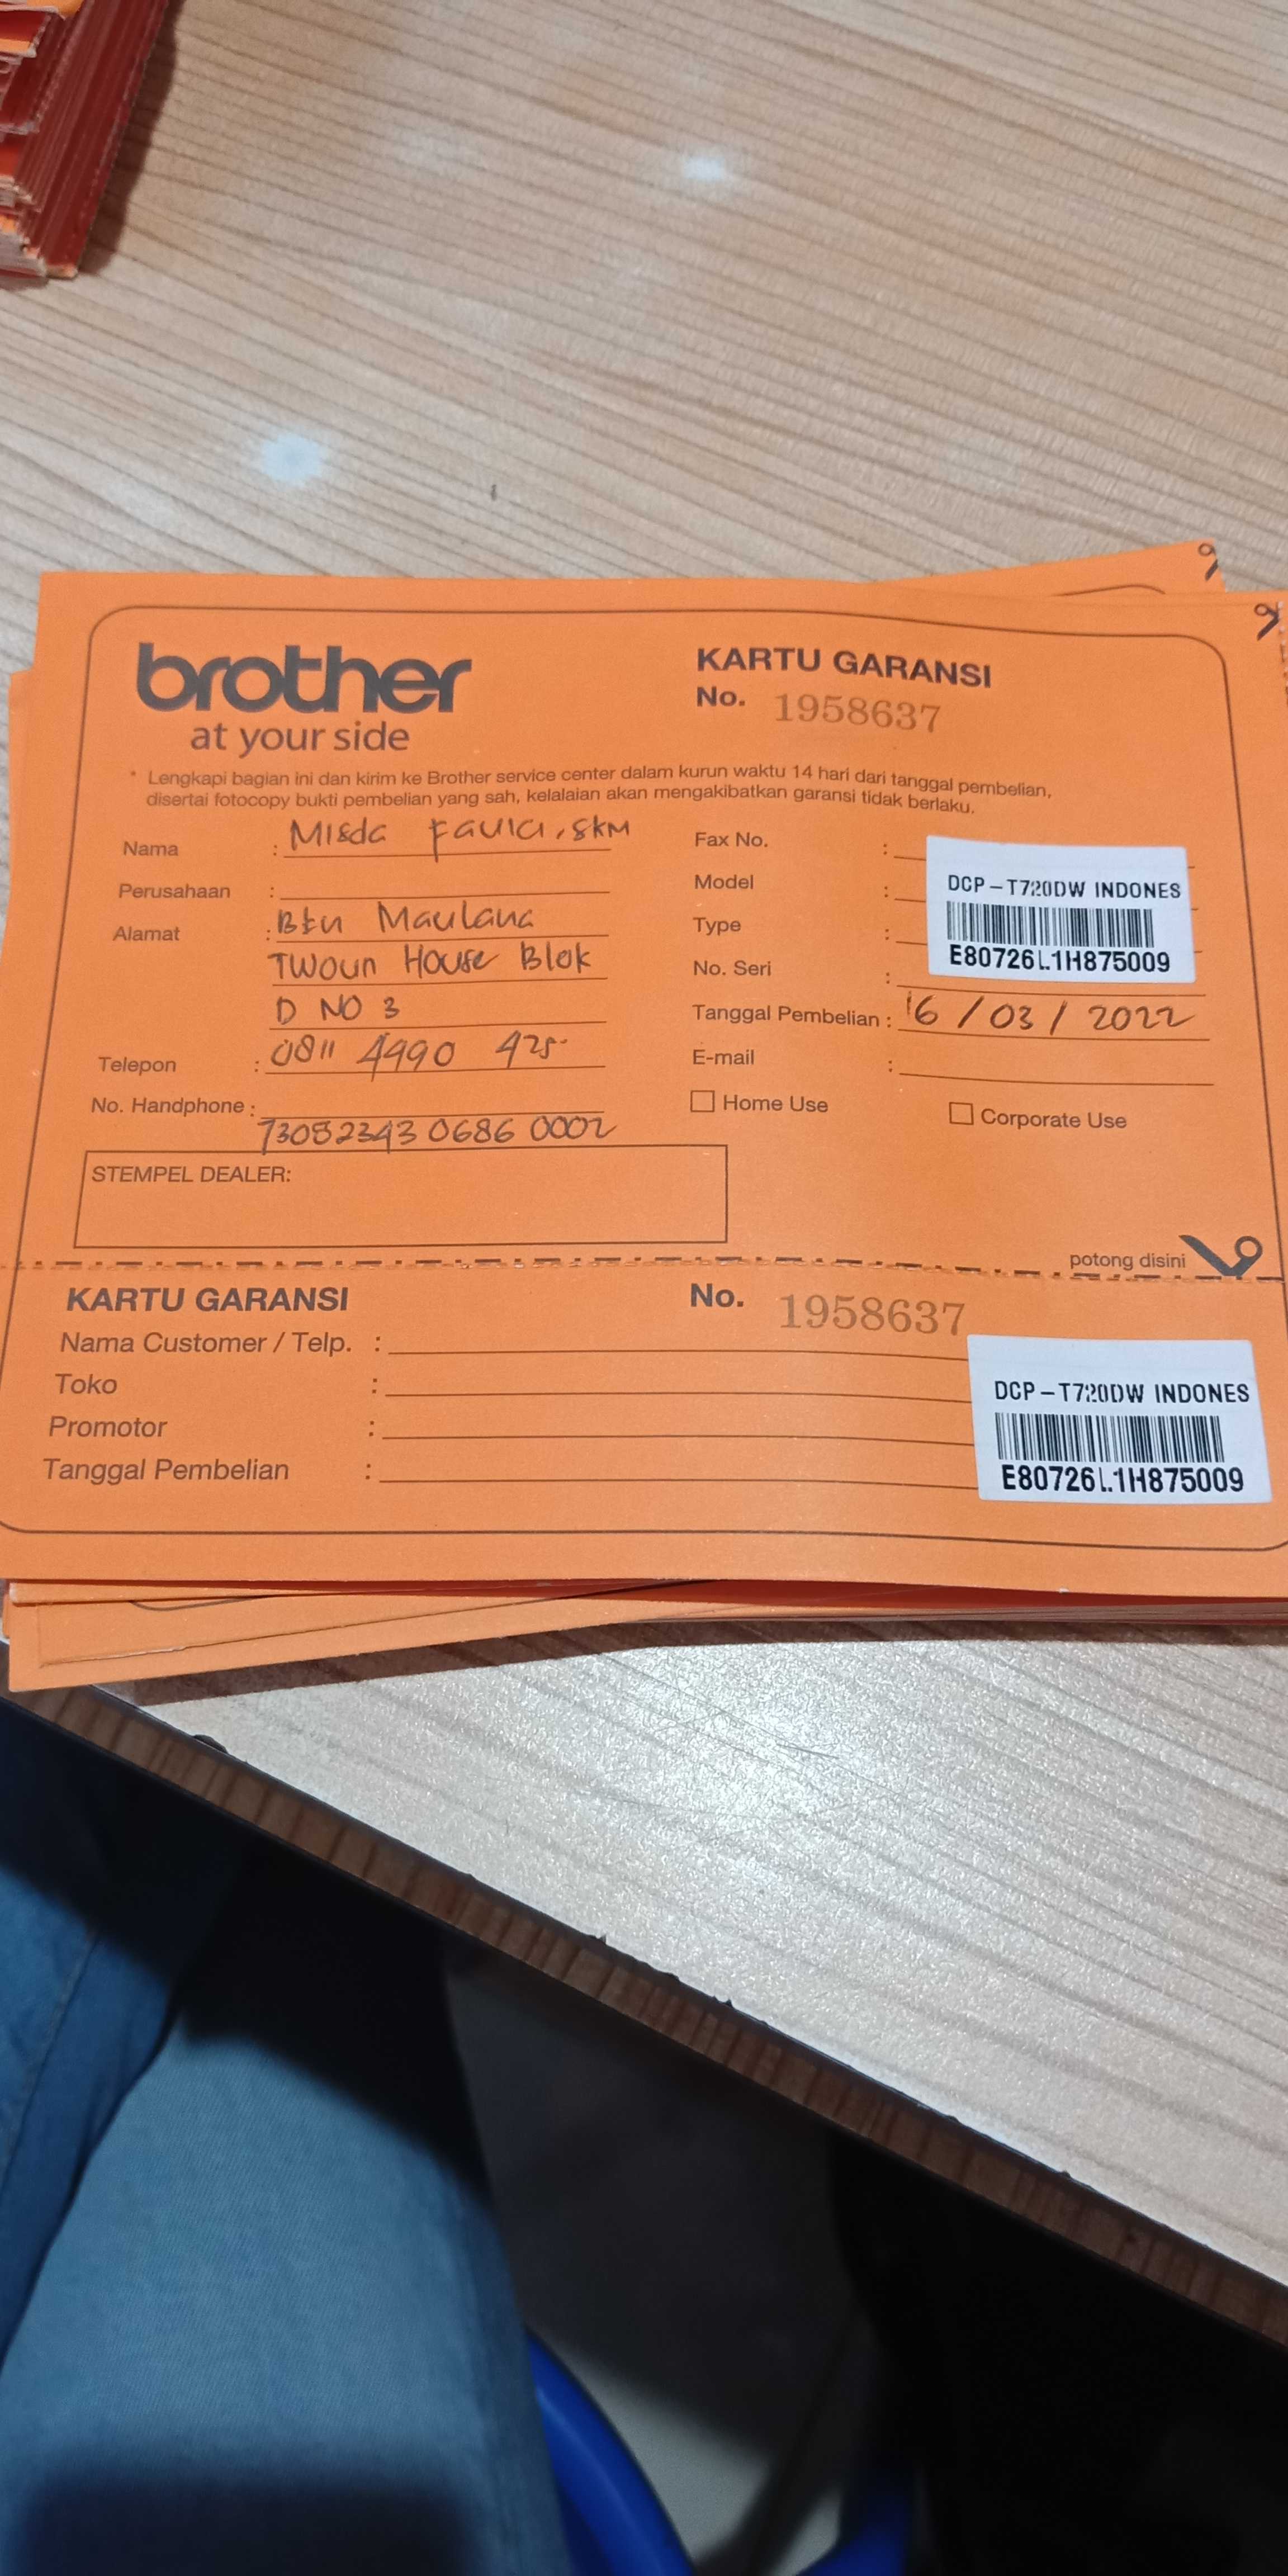 brother
at your side
KARTU GARANSI
No. 1958637
* Lengkapi bagian ini dan kirim ke Brother service center dalam kurun waktu 14 hari dari tanggal pembelian,
disertai fotocopy bukti pembelian yang sah, kelalaian akan mengakibatkan garansi tidak berlaku.
Nama : Misda Fauici, SKM
Perusahaan :
Alamat : Btn Maulana
Twoun House Blok
D NO 3
Telepon : 0811 4990 425
No. Handphone :
73052343 0686 0002
Fax No. :
Model :
Type :
No. Seri :
DCP-T720DW INDONES
E80726L1H875009
Tanggal Pembelian : 16/03/2022
E-mail :
Home Use
Corporate Use
STEMPEL DEALER:
potong disini
KARTU GARANSI
No. 1958637
Nama Customer / Telp. :
Toko :
Promotor :
Tanggal Pembelian :
DCP-T720DW INDONES
E80726L1H875009